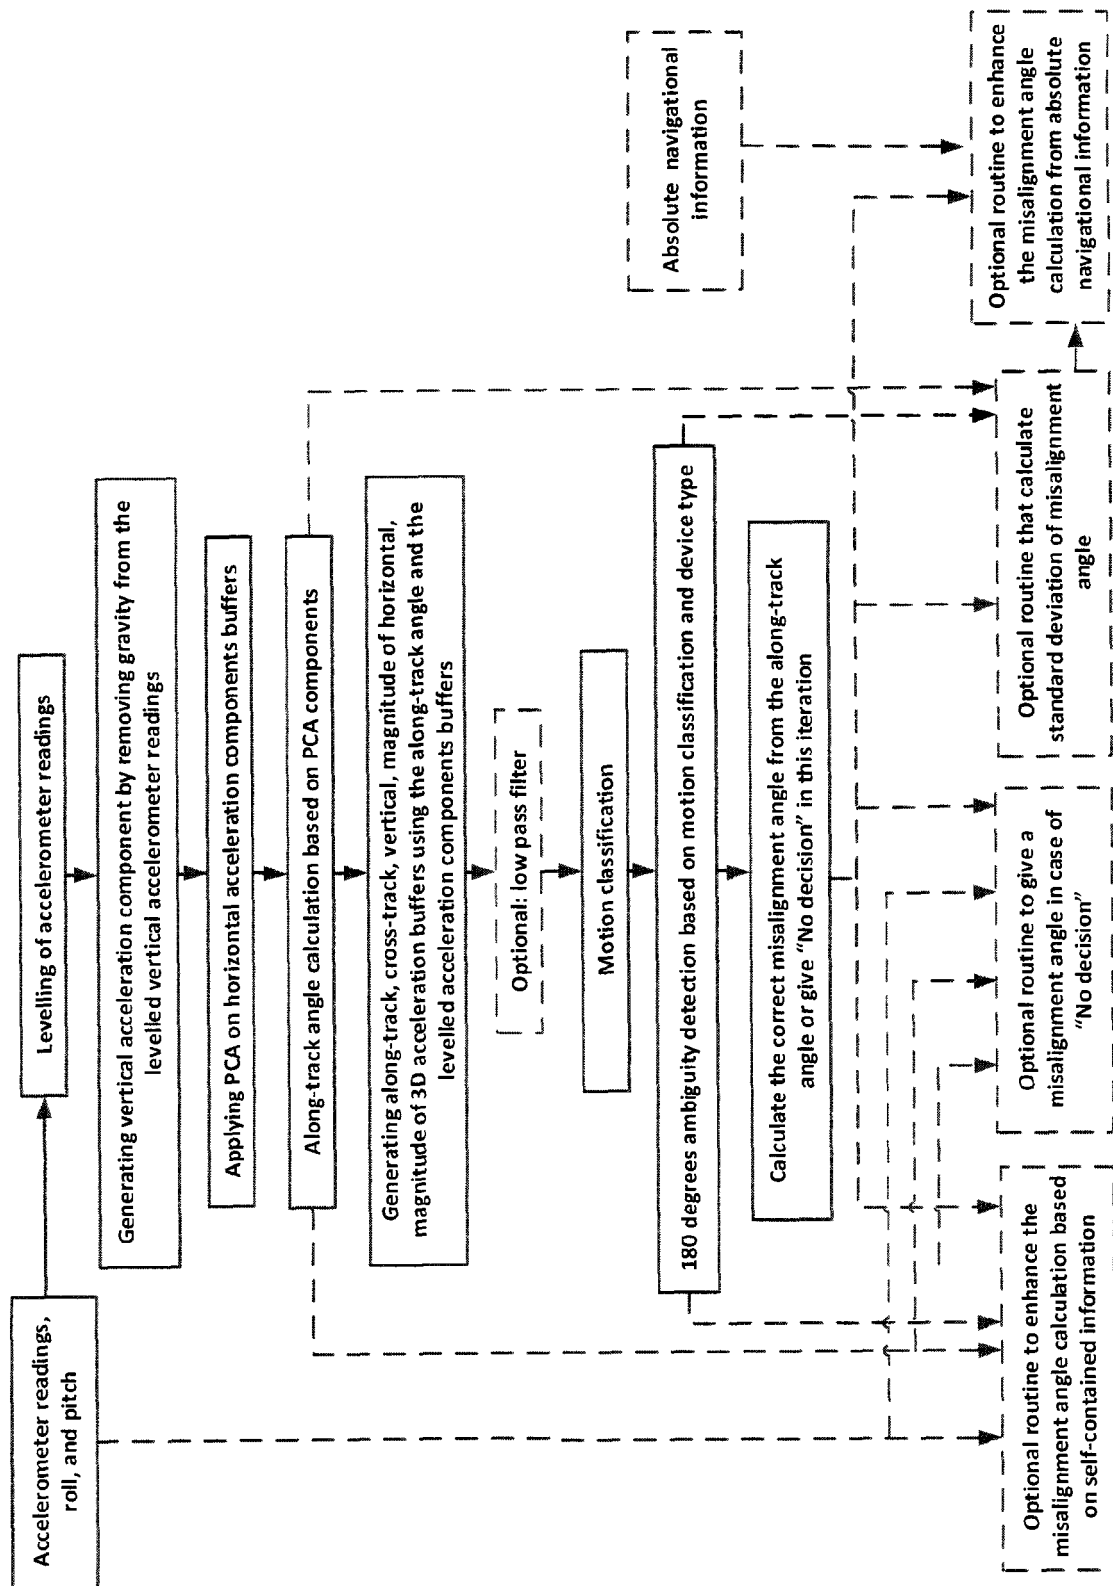 Accelerometer readings,
roll, and pitch
Levelling of accelerometer readings
Generating vertical acceleration component by removing gravity from the
levelled vertical accelerometer readings
Applying PCA on horizontal acceleration components buffers
Along-track angle calculation based on PCA components
Generating along-track, cross-track, vertical, magnitude of horizontal,
magnitude of 3D acceleration buffers using the along-track angle and the
levelled acceleration components buffers
Optional: low pass filter
Motion classification
180 degrees ambiguity detection based on motion classification and device type
Calculate the correct misalignment angle from the along-track
angle or give “No decision” in this iteration
Absolute navigational
information
Optional routine to enhance the
misalignment angle calculation based
on self-contained information
Optional routine to give a
misalignment angle in case of
“No decision”
Optional routine that calculate
standard deviation of misalignment
angle
Optional routine to enhance
the misalignment angle
calculation from absolute
navigational information